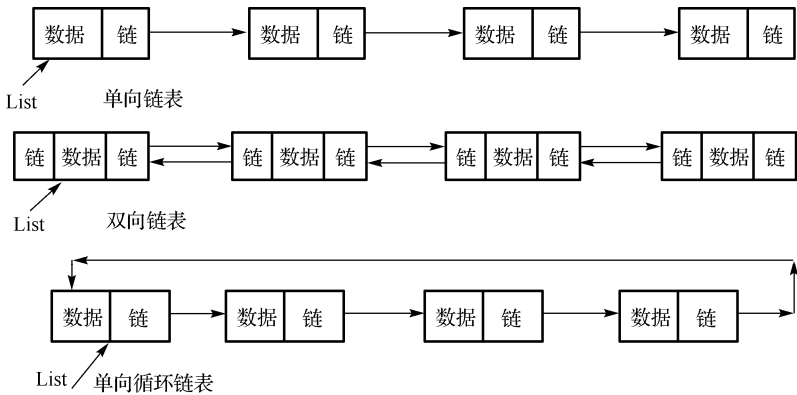 数据 链 数据 链 数据 链 数据 链
List 单向链表
链 数据 链 链 数据 链 链 数据 链 链 数据 链
List 双向链表
数据 链 数据 链 数据 链 数据 链
List 单向循环链表